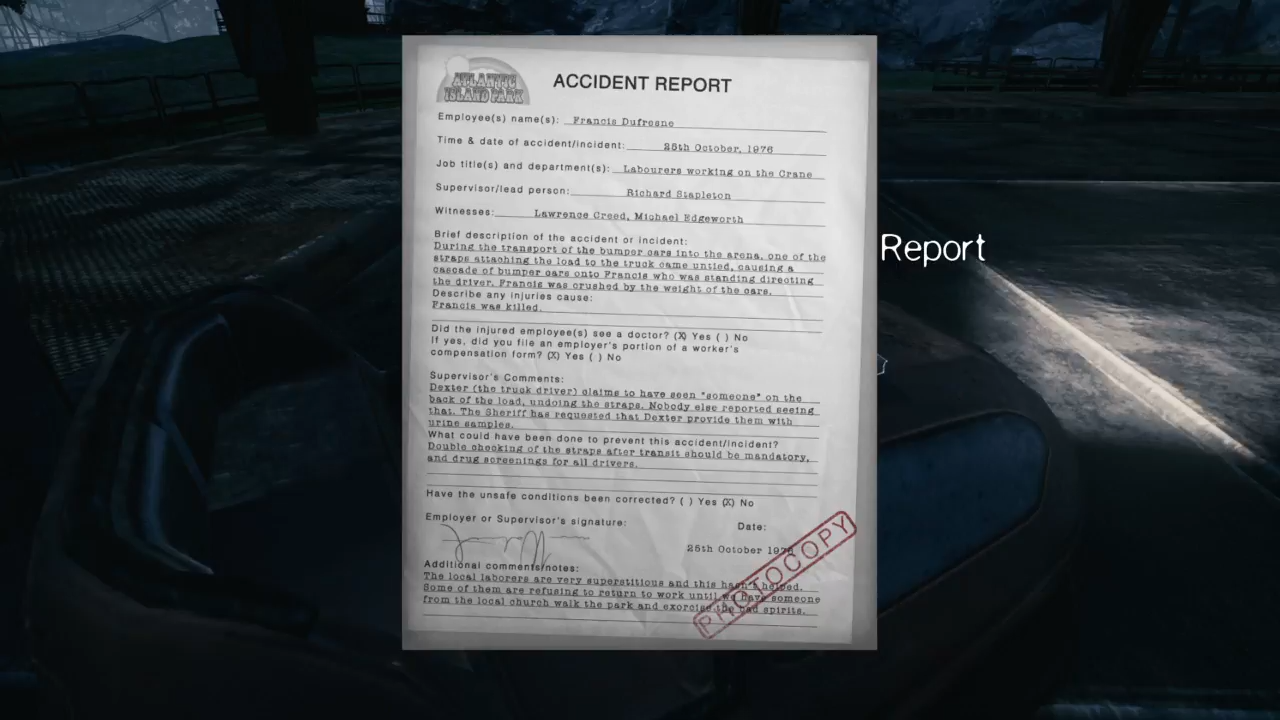 ATLANTIC
ISLAND PARK
ACCIDENT REPORT
Employee(s) name(s): Francis Dufresne
Time & date of accident/incident: 25th October, 1976
Job title(s) and department(s): Labourers working on the Crane
Supervisor/lead person: Richard Stapleton
Witnesses: Lawrence Creed, Michael Edgeworth
Report
Brief description of the accident or incident:
During the transport of the bumper cars into the arena, one of the
straps attaching the load to the truck came untied, causing a
cascade of bumper cars onto Francis who was standing directing
the driver. Francis was crushed by the weight of the cars.
Describe any injuries cause:
Francis was killed.
Did the injured employee(s) see a doctor? (X) Yes ( ) No
If yes, did you file an employer's portion of a worker's
compensation form? (X) Yes ( ) No
Supervisor's Comments:
Dexter (the truck driver) claims to have seen "someone" on the
back of the load, undoing the straps. Nobody else reported seeing
that. The Sheriff has requested that Dexter provide them with
urine samples.
What could have been done to prevent this accident/incident?
Double checking of the straps after transit should be mandatory,
and drug screenings for all drivers.
Have the unsafe conditions been corrected? ( ) Yes (X) No
Employer or Supervisor's signature:
Date:
25th October 1976
Additional comments/notes:
The local laborers are very superstitious and this hasn't helped.
Some of them are refusing to return to work until we have someone
from the local church walk the park and exorcise the bad spirits.
PHOTOCOPY